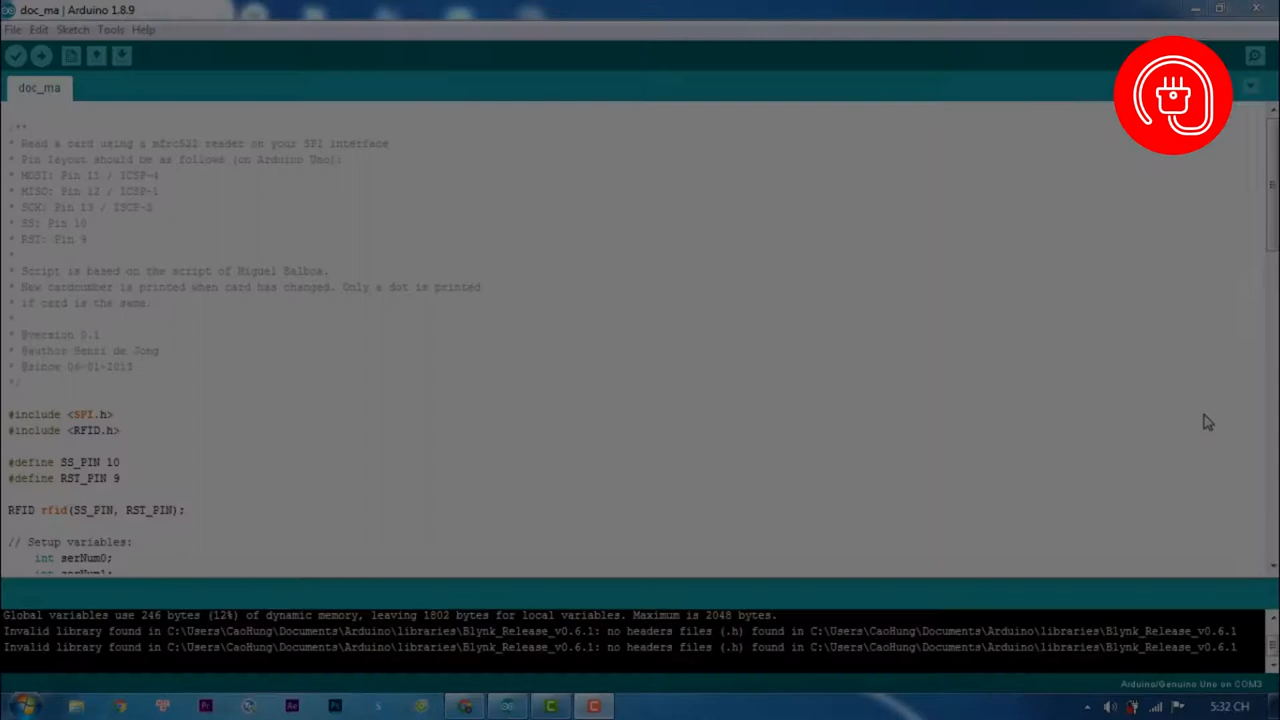 doc_ma | Arduino 1.8.9
File Edit Sketch Tools Help
doc_ma
/**
* Read a card using a mfrc522 reader on your SPI interface
* Pin layout should be as follows (on Arduino Uno):
* MOSI: Pin 11 / ICSP-4
* MISO: Pin 12 / ICSP-1
* SCK: Pin 13 / ISCP-3
* SS: Pin 10
* RST: Pin 9
*
* Script is based on the script of Miguel Balboa.
* New cardnumber is printed when card has changed. Only a dot is printed
* if card is the same.
*
* @version 0.1
* @author Henri de Jong
* @since 06-01-2013
*/
#include <SPI.h>
#include <RFID.h>
#define SS_PIN 10
#define RST_PIN 9
RFID rfid(SS_PIN, RST_PIN);
// Setup variables:
int serNum0;
int serNum1;
Global variables use 246 bytes (12%) of dynamic memory, leaving 1802 bytes for local variables. Maximum is 2048 bytes.
Invalid library found in C:\Users\CaoHung\Documents\Arduino\libraries\Blynk_Release_v0.6.1: no headers files (.h) found in C:\Users\CaoHung\Documents\Arduino\libraries\Blynk_Release_v0.6.1
Invalid library found in C:\Users\CaoHung\Documents\Arduino\libraries\Blynk_Release_v0.6.1: no headers files (.h) found in C:\Users\CaoHung\Documents\Arduino\libraries\Blynk_Release_v0.6.1
Arduino/Genuino Uno on COM3
Pr Ae Ps S C C
5:32 CH